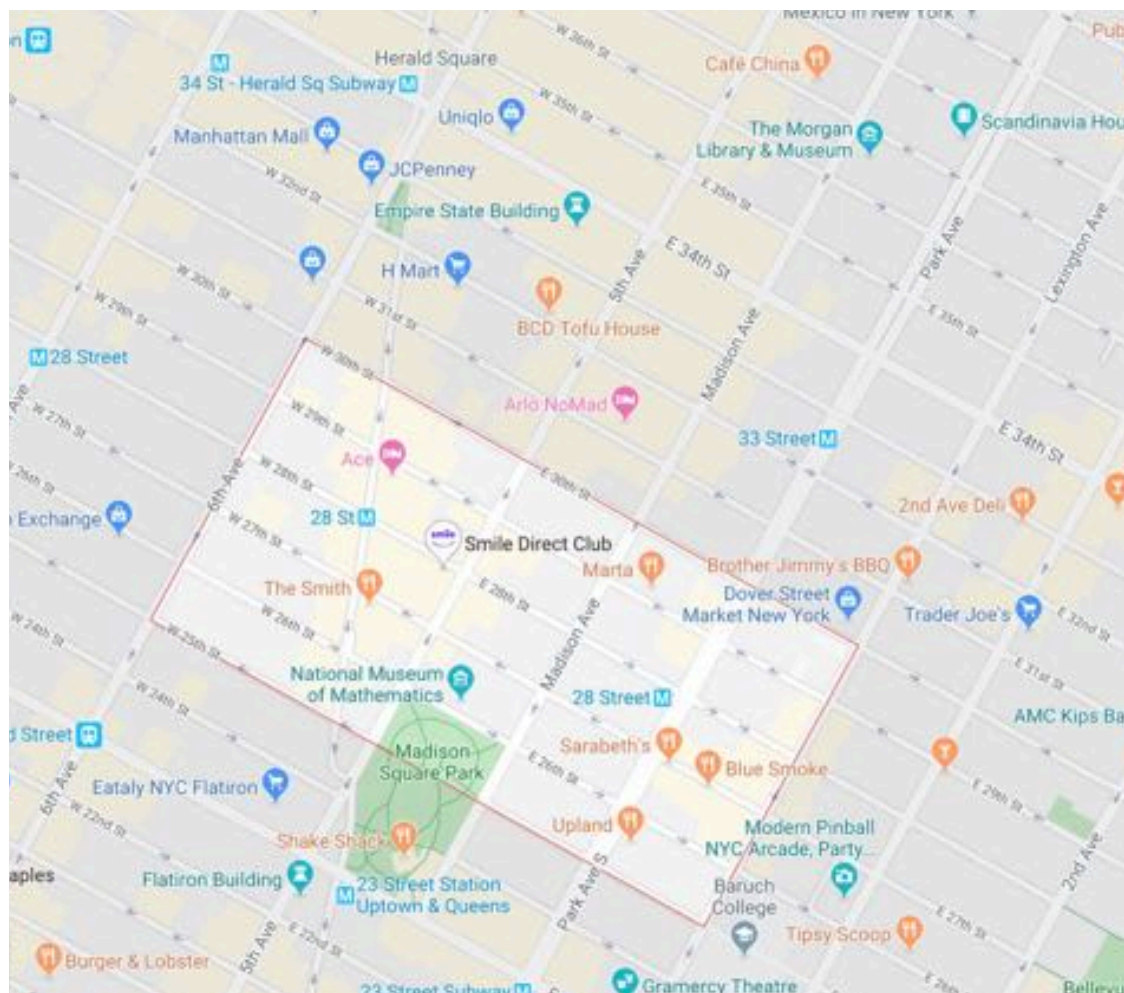 Mexico in New York
W 36th St
Pub
Herald Square
Café China
34 St - Herald Sq Subway
W 35th St
Uniqlo
Manhattan Mall
The Morgan
Library & Museum
Scandinavia Hou
JCPenney
W 32nd St
E 35th St
Empire State Building
E 34th St
Park Ave
Lexington Ave
5th Ave
H Mart
W 30th St
W 29th St
W 31st St
BCD Tofu House
E 35th St
28 Street
Madison Ave
W 30th St
Arlo NoMad
33 Street
W 29th St
W 27th St
E 34th St
Ace
6th Ave
W 28th St
W 26th St
E 30th St
2nd Ave Deli
Exchange
28 St
W 27th St
Smile Direct Club
Marta
Brother Jimmy's BBQ
The Smith
E 28th St
Dover Street
Market New York
Trader Joe's
E 32nd St
W 26th St
Madison Ave
W 24th St
W 25th St
E 31st St
National Museum
of Mathematics
W 24th St
28 Street
AMC Kips Ba
d Street
Sarabeth's
Madison
Square Park
E 26th St
Blue Smoke
Eataly NYC Flatiron
6th Ave
E 29th St
W 22nd St
Upland
Modern Pinball
NYC Arcade, Party...
Shake Shack
2nd Ave
aples
Flatiron Building
23 Street Station
Uptown & Queens
Park Ave S
Baruch
College
E 27th St
Tipsy Scoop
5th Ave
E 22nd St
Burger & Lobster
E 26th St
23 Street Subway
Gramercy Theatre
Bellevu